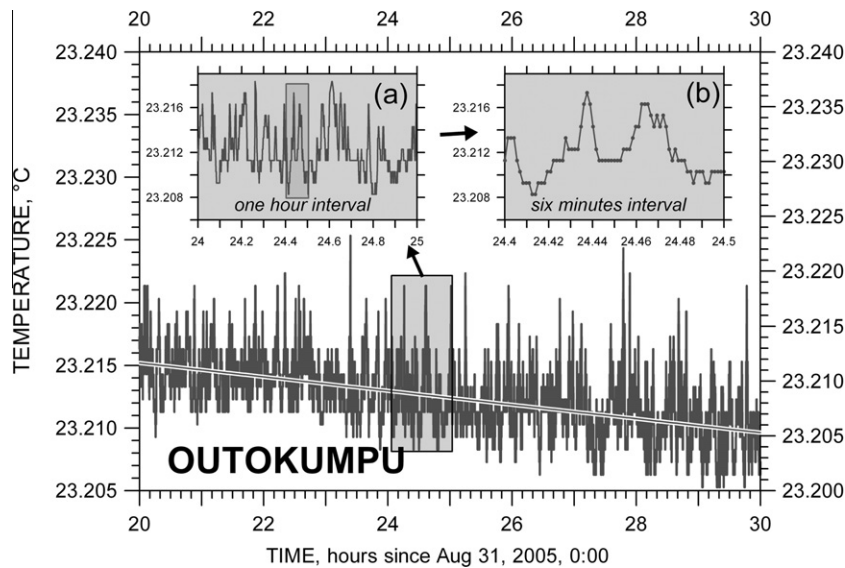 20 22 24 26 28 30
23.240 23.240
23.235 23.235
23.230 23.230
23.225 23.225
23.220 23.220
23.215 23.215
23.210 23.210
23.205 23.205
23.200
TEMPERATURE, °C
(a)
23.216
23.212
23.208
one hour interval
24 24.2 24.4 24.6 24.8 25
(b)
23.216
23.212
23.208
six minutes interval
24.4 24.42 24.44 24.46 24.48 24.5
OUTOKUMPU
20 22 24 26 28 30
TIME, hours since Aug 31, 2005, 0:00